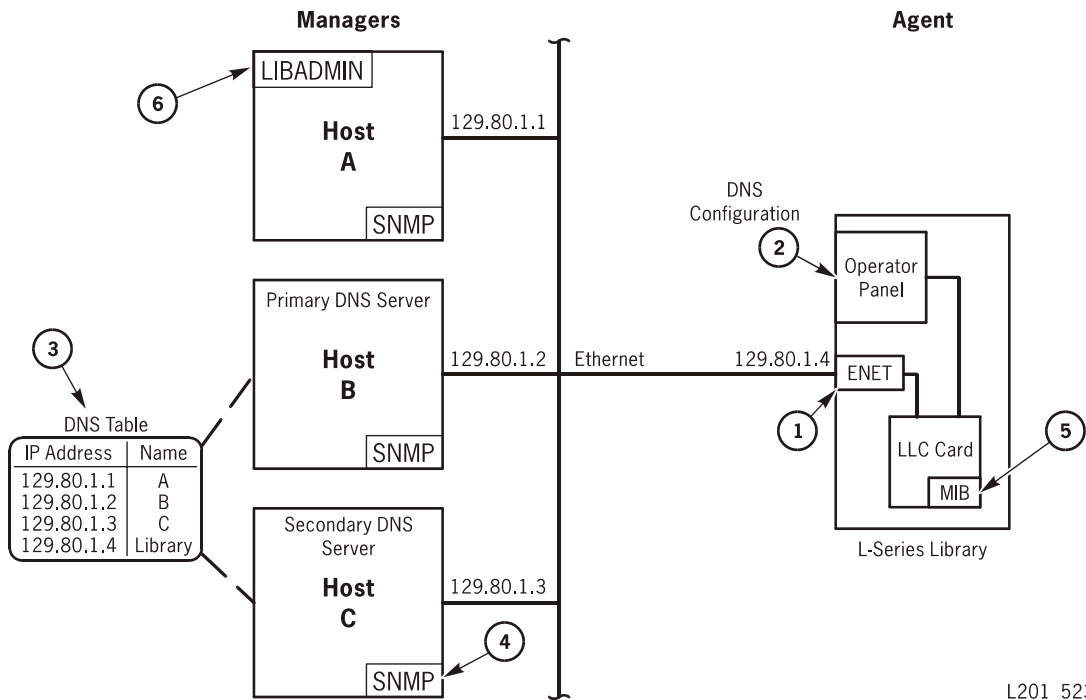 Managers
Agent
LIBADMIN
6
Host
A
129.80.1.1
SNMP
DNS
Configuration
2
Operator
Panel
Primary DNS Server
Host
B
129.80.1.2
Ethernet
129.80.1.4
ENET
SNMP
1
3
DNS Table
IP Address Name
129.80.1.1 A
129.80.1.2 B
129.80.1.3 C
129.80.1.4 Library
LLC Card
MIB
5
L-Series Library
Secondary DNS
Server
Host
C
129.80.1.3
SNMP
4